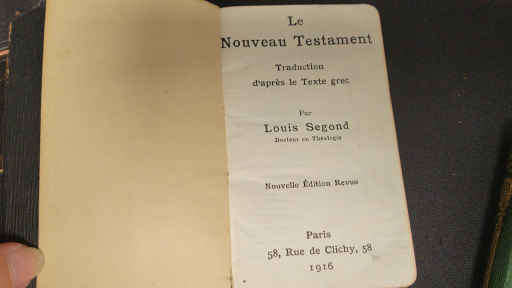 Le
Nouveau Testament
Traduction
d'après le Texte grec
Par
Louis Segond
Docteur en Théologie
Nouvelle Édition Revue
Paris
58, Rue de Clichy, 58
1916